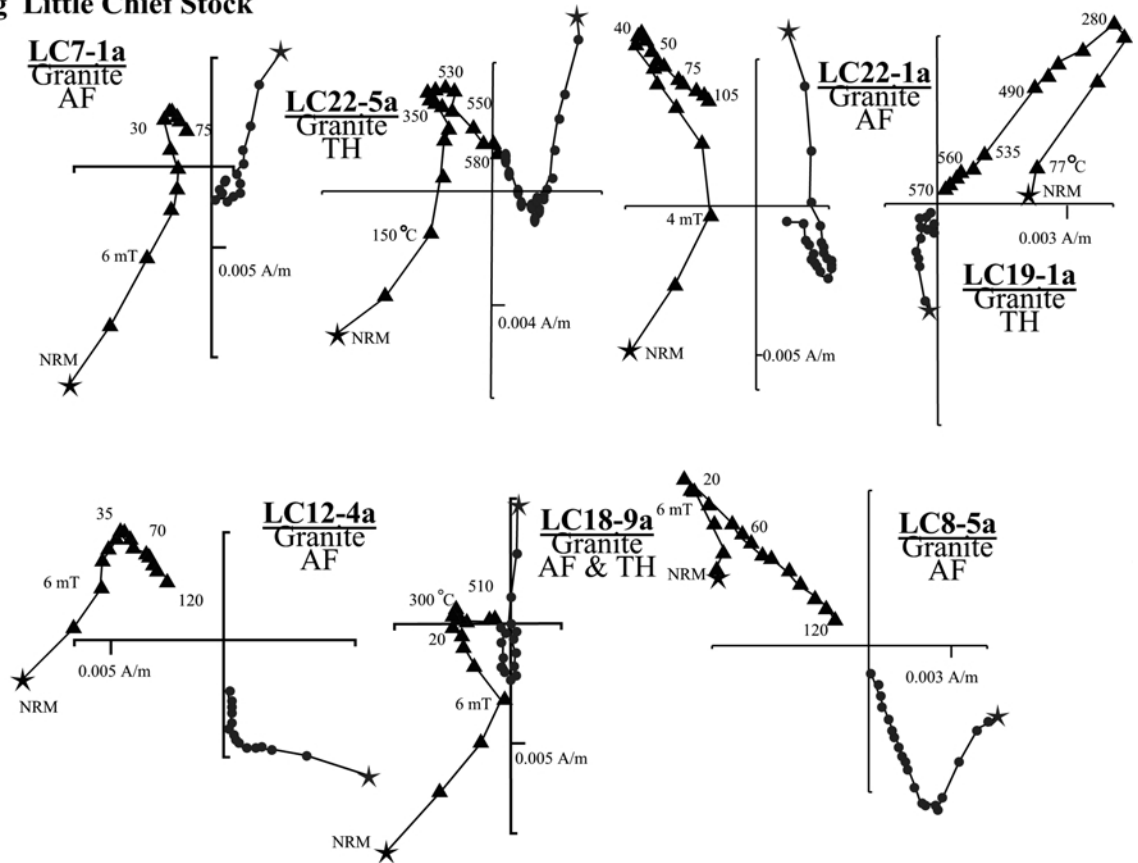 g Little Chief Stock
LC7-1a
Granite
AF
30
75
6 mT
0.005 A/m
NRM
LC22-5a
Granite
TH
530
350
550
580
150 °C
0.004 A/m
NRM
40
50
75
105
4 mT
0.005 A/m
NRM
LC22-1a
Granite
AF
280
490
535
560
570
77°C
NRM
0.003 A/m
LC19-1a
Granite
TH
LC12-4a
Granite
AF
35
70
6 mT
120
0.005 A/m
NRM
LC18-9a
Granite
AF & TH
510
300 °C
20
6 mT
0.005 A/m
NRM
LC8-5a
Granite
AF
20
6 mT
60
NRM
120
0.003 A/m